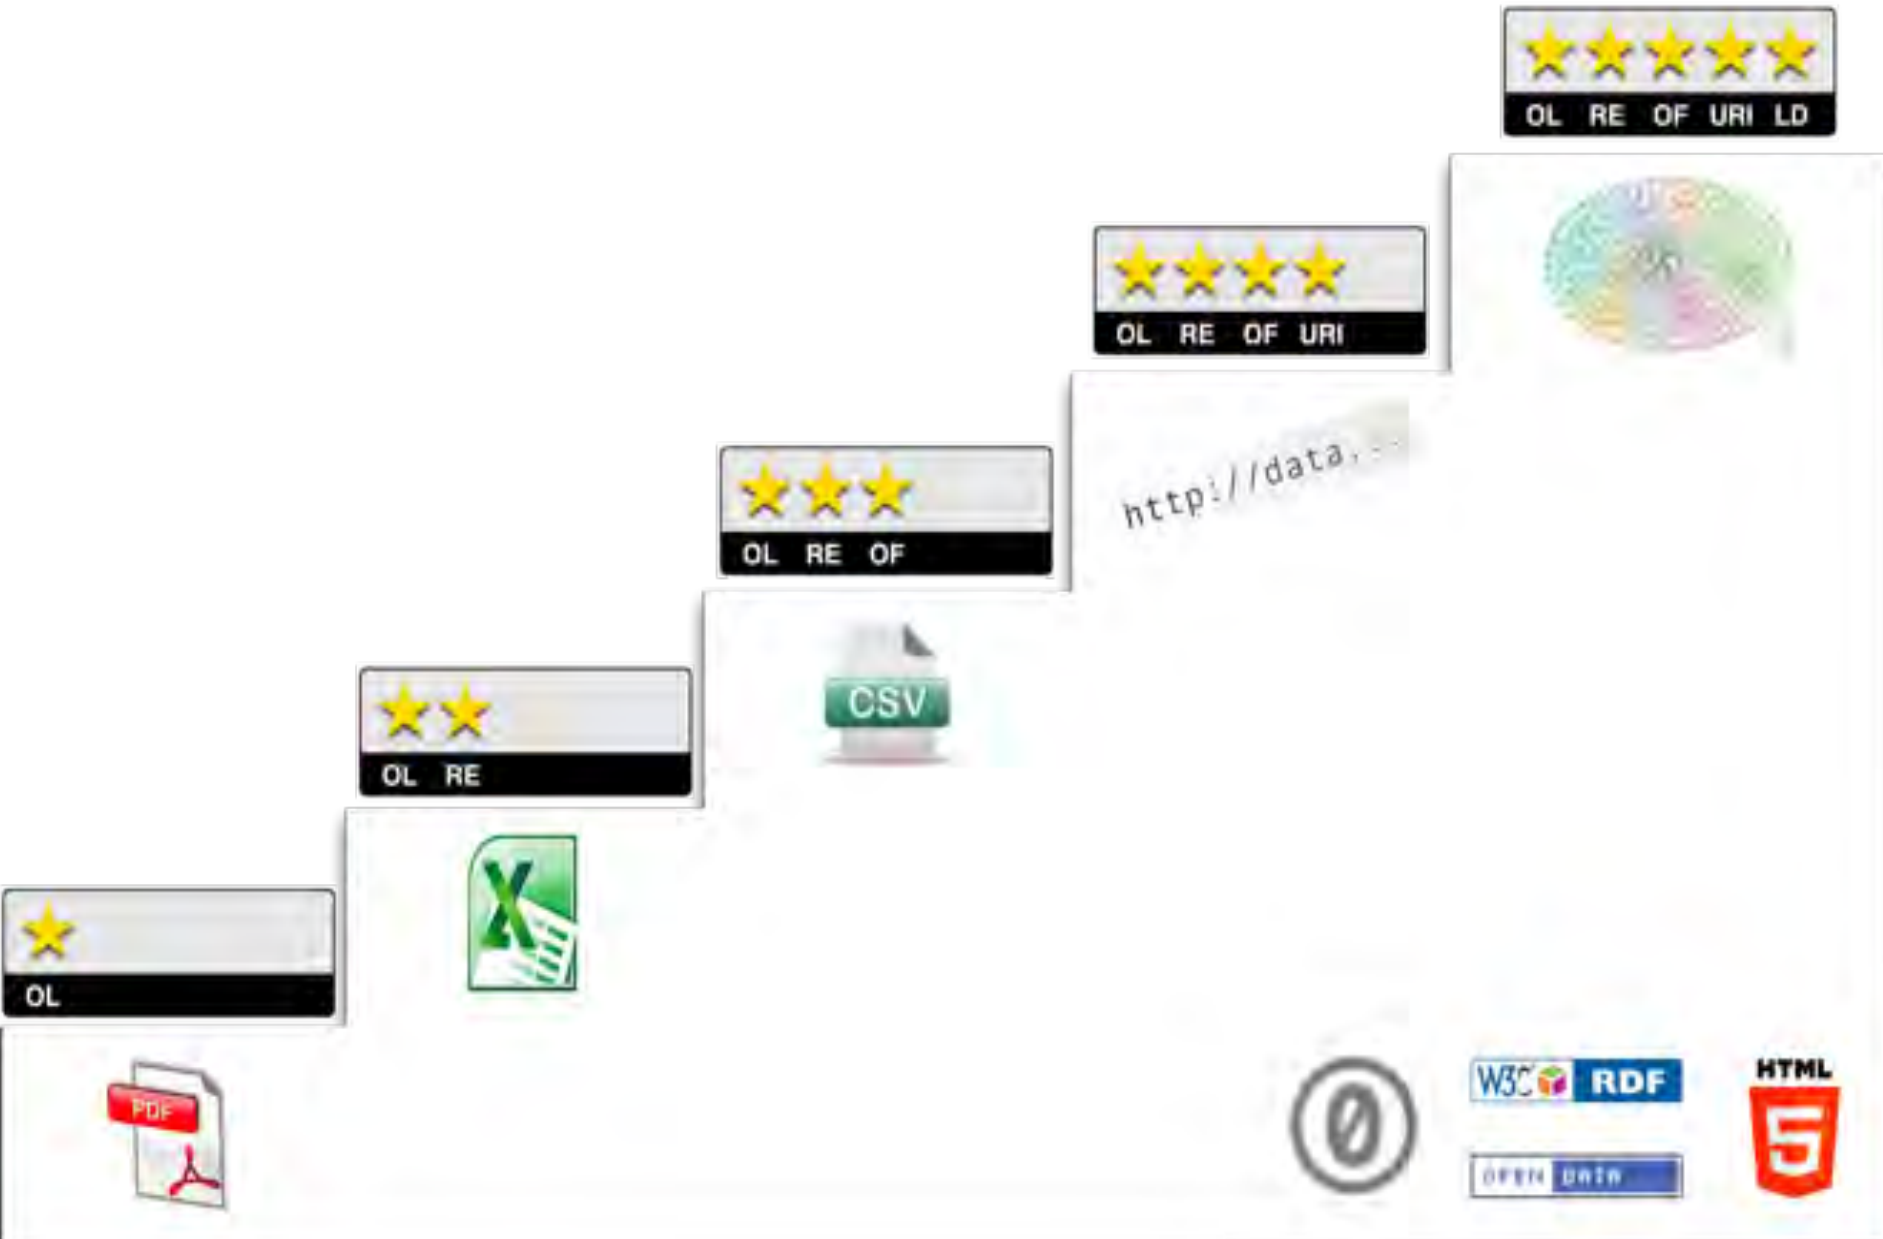 OL RE OF URI LD
OL RE OF URI
http://data...
OL RE OF
CSV
OL RE
OL
PDF
W3C RDF
HTML
5
OPEN DATA
0